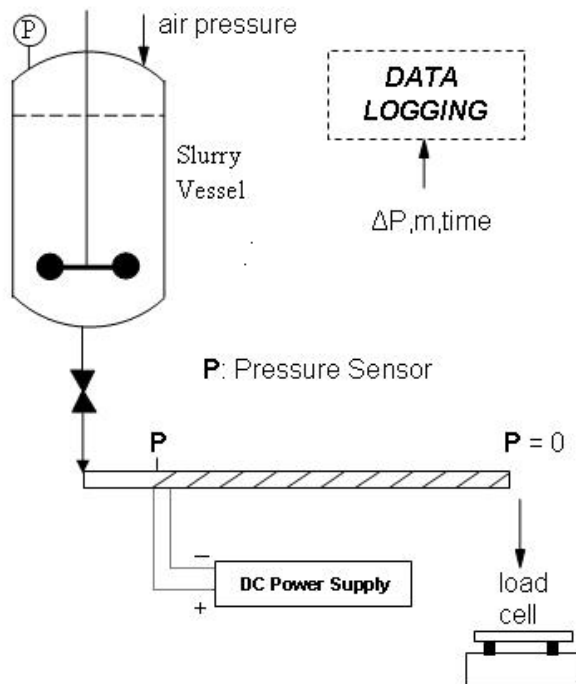 P
air pressure
DATA
LOGGING
Slurry
Vessel
ΔP,m,time
P: Pressure Sensor
P
P = 0
–
DC Power Supply
+
load
cell